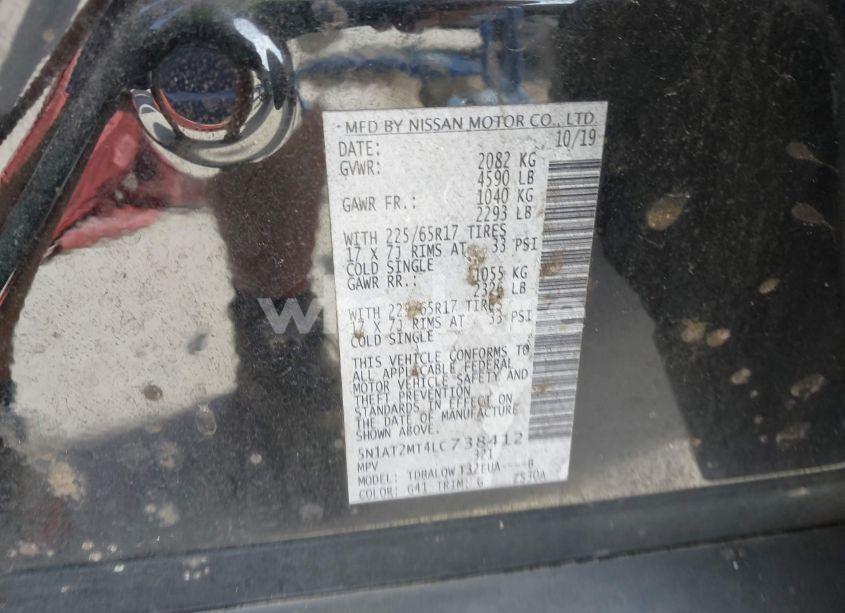 MFD BY NISSAN MOTOR CO., LTD.
DATE: 10/19
GVWR: 2082 KG
4590 LB
GAWR FR.: 1040 KG
2293 LB
WITH 225/65R17 TIRES
17 X 7J RIMS AT 33 PSI
COLD SINGLE
GAWR RR.: 1055 KG
2326 LB
WITH 225/65R17 TIRES
17 X 7J RIMS AT 33 PSI
COLD SINGLE
THIS VEHICLE CONFORMS TO
ALL APPLICABLE FEDERAL
MOTOR VEHICLE SAFETY AND
THEFT PREVENTION
STANDARDS IN EFFECT ON
THE DATE OF MANUFACTURE
SHOWN ABOVE.
5N1AT2MT4LC738412
MPV 321
MODEL: TDBALQW T32EUA----B
COLOR: G41 TRIM: G